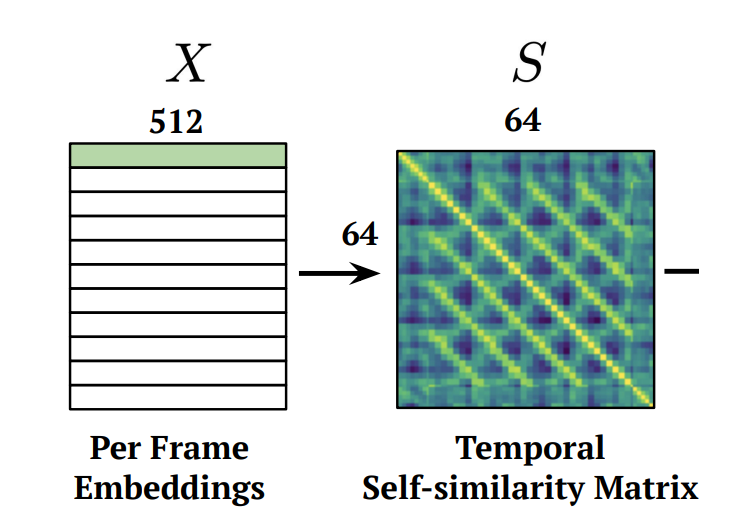 X
S
512
64
64
Per Frame
Embeddings
Temporal
Self-similarity Matrix